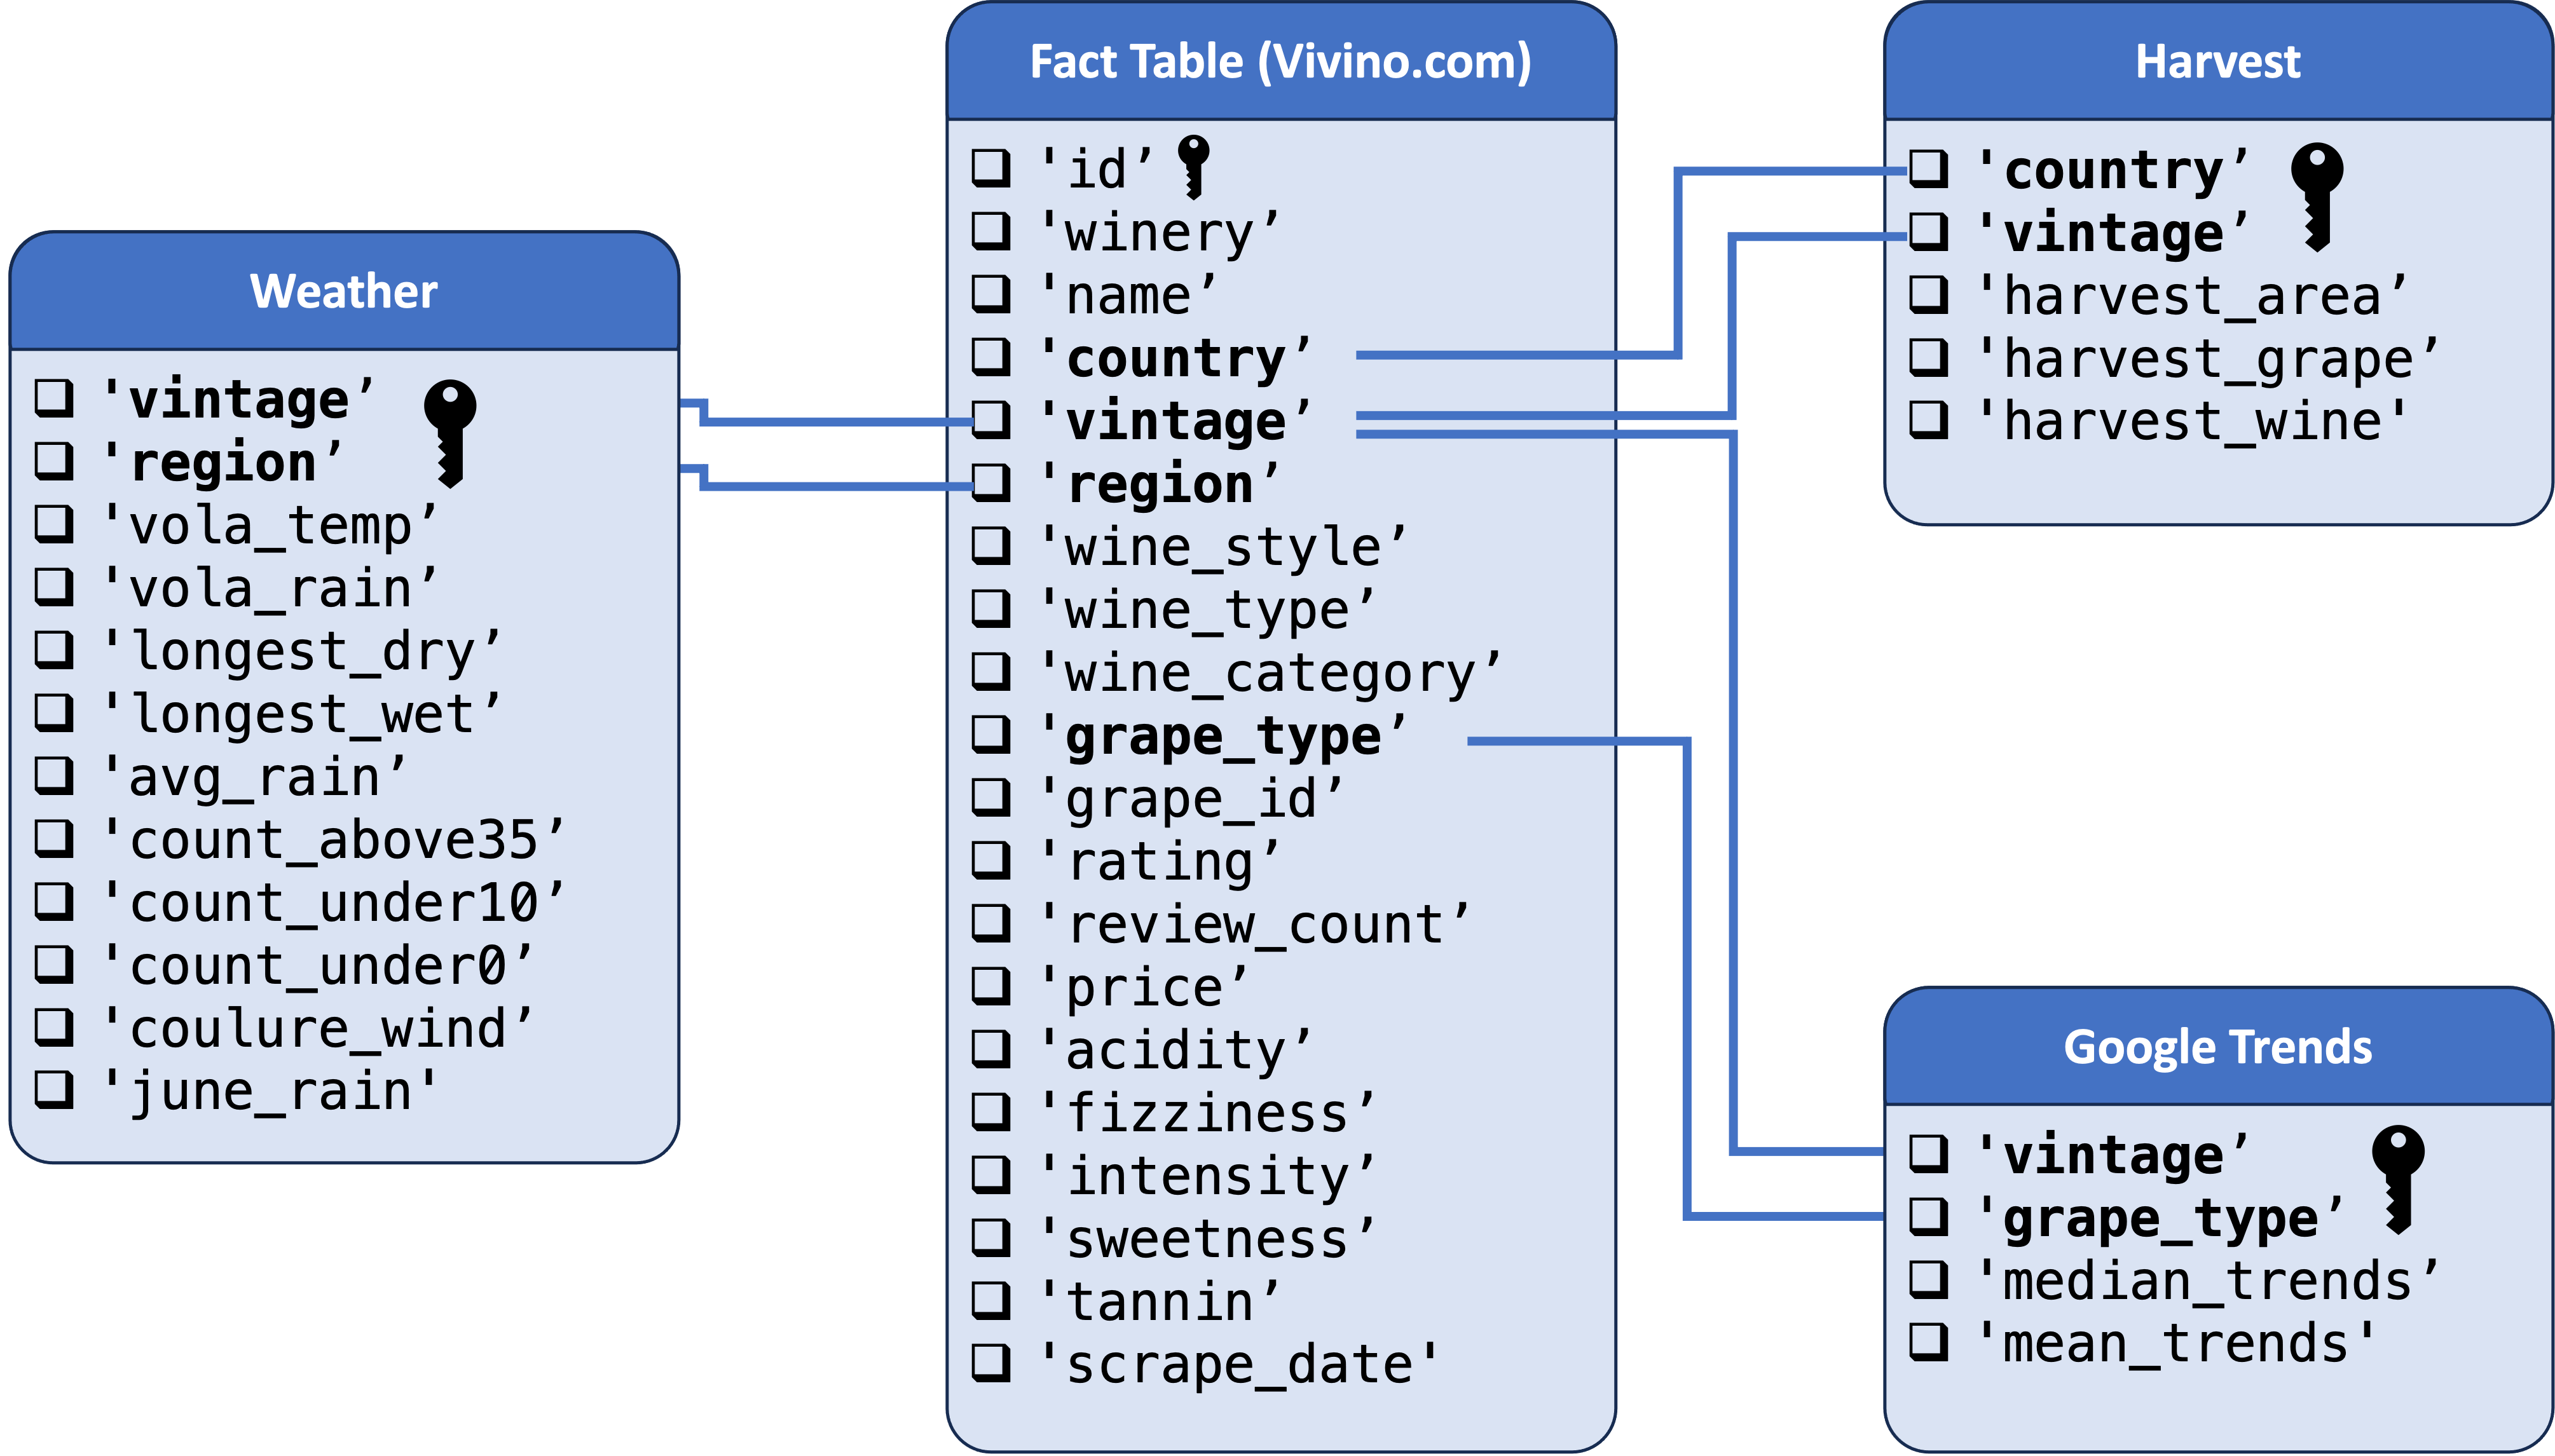 Weather
'vintage’
'region’
'vola_temp’
'vola_rain’
'longest_dry’
'longest_wet’
'avg_rain’
'count_above35’
'count_under10’
'count_under0’
'coulure_wind’
'june_rain'
Fact Table (Vivino.com)
'id’
'winery’
'name’
'country’
'vintage’
'region’
'wine_style’
'wine_type’
'wine_category’
'grape_type’
'grape_id’
'rating’
'review_count’
'price’
'acidity’
'fizziness’
'intensity’
'sweetness’
'tannin’
'scrape_date'
Harvest
'country’
'vintage’
'harvest_area’
'harvest_grape’
'harvest_wine'
Google Trends
'vintage’
'grape_type’
'median_trends’
'mean_trends'